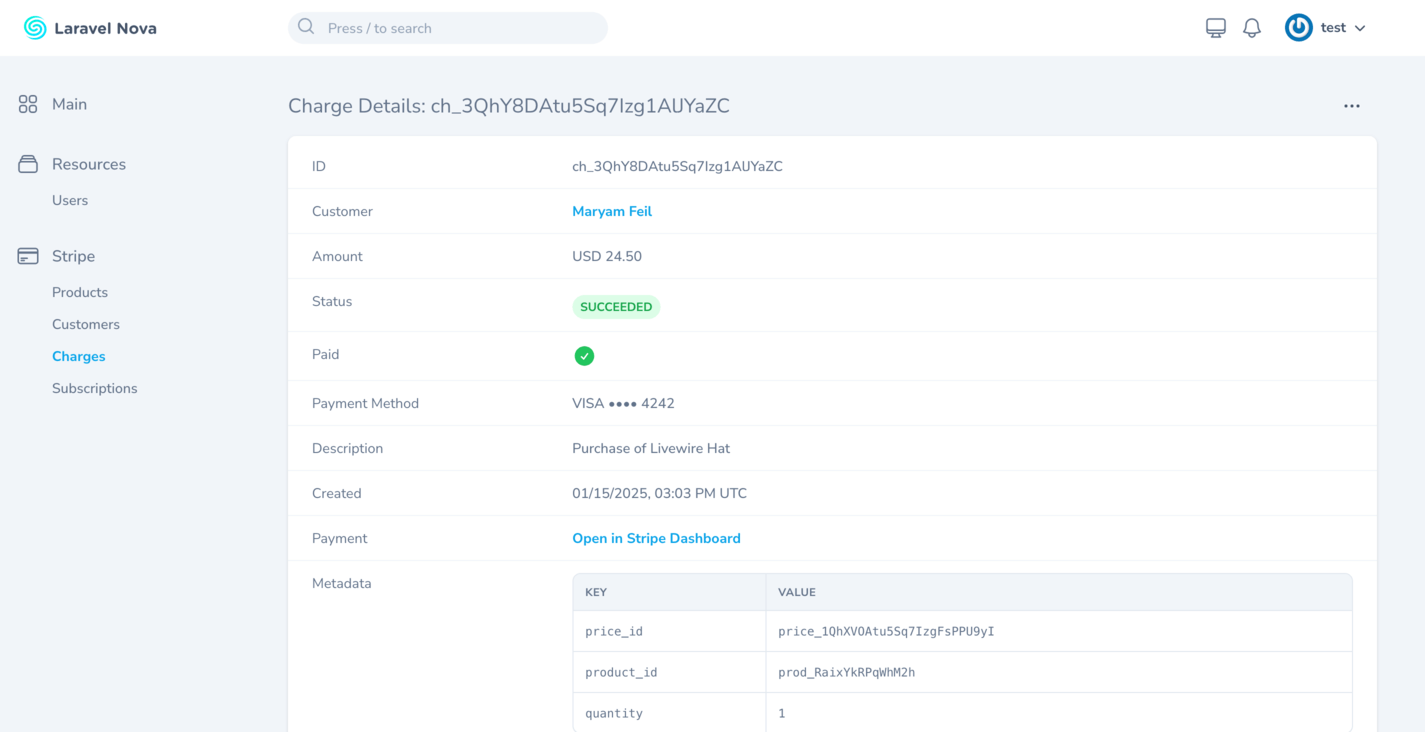 Laravel Nova
Press / to search
test
Main
Resources
Users
Stripe
Products
Customers
Charges
Subscriptions
Charge Details: ch_3QhY8DAtu5Sq7Izg1AlJYaZC
ID ch_3QhY8DAtu5Sq7Izg1AlJYaZC
Customer Maryam Feil
Amount USD 24.50
Status SUCCEEDED
Paid
Payment Method VISA •••• 4242
Description Purchase of Livewire Hat
Created 01/15/2025, 03:03 PM UTC
Payment Open in Stripe Dashboard
Metadata
KEY VALUE
price_id price_1QhXVOAtu5Sq7IzgFsPPU9yI
product_id prod_RaixYkRPqWhM2h
quantity 1